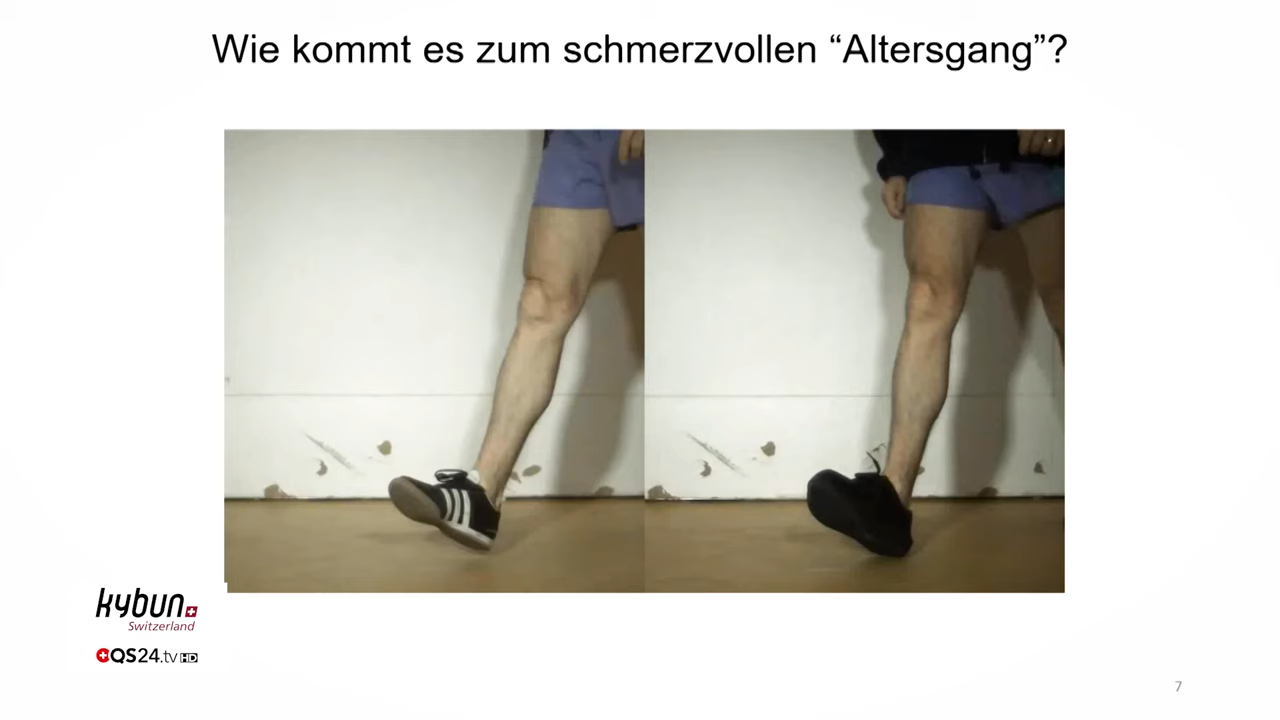 Wie kommt es zum schmerzvollen “Altersgang”?
kybun
Switzerland
QS24.tv HD
7